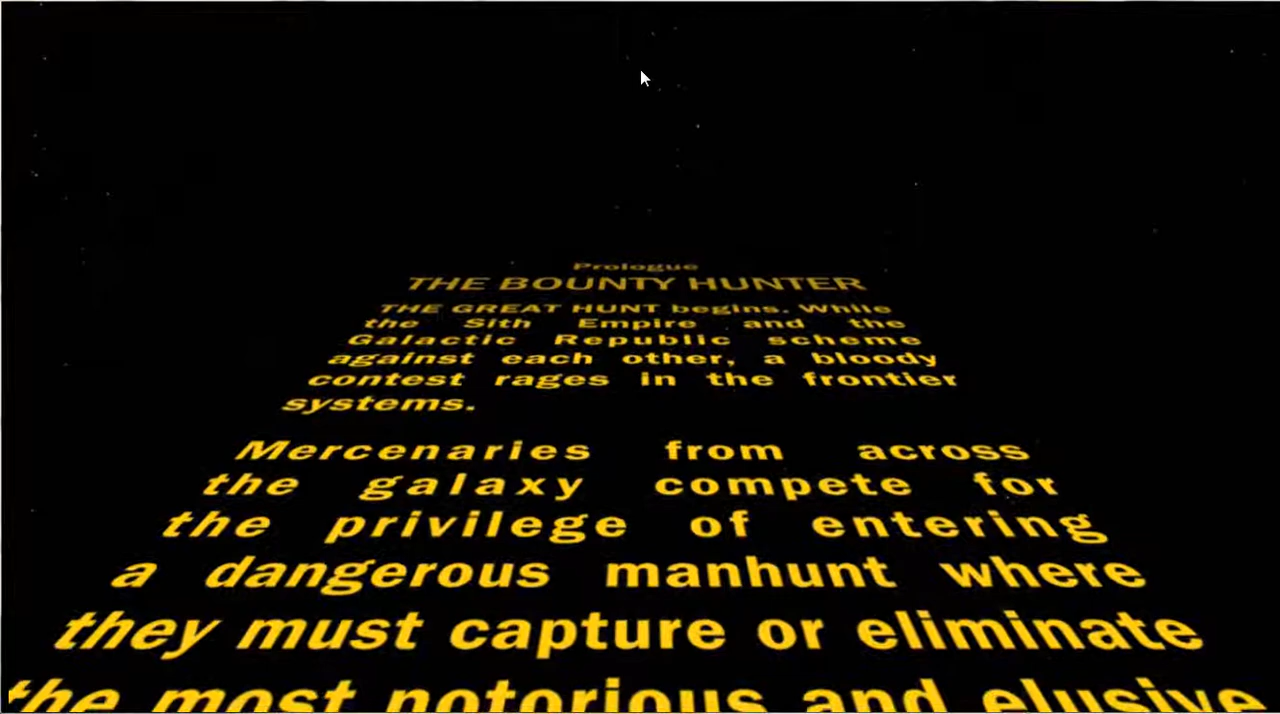 Prologue
THE BOUNTY HUNTER
THE GREAT HUNT begins. While
the Sith Empire and the
Galactic Republic scheme
against each other, a bloody
contest rages in the frontier
systems.
Mercenaries from across
the galaxy compete for
the privilege of entering
a dangerous manhunt where
they must capture or eliminate
the most notorious and elusive